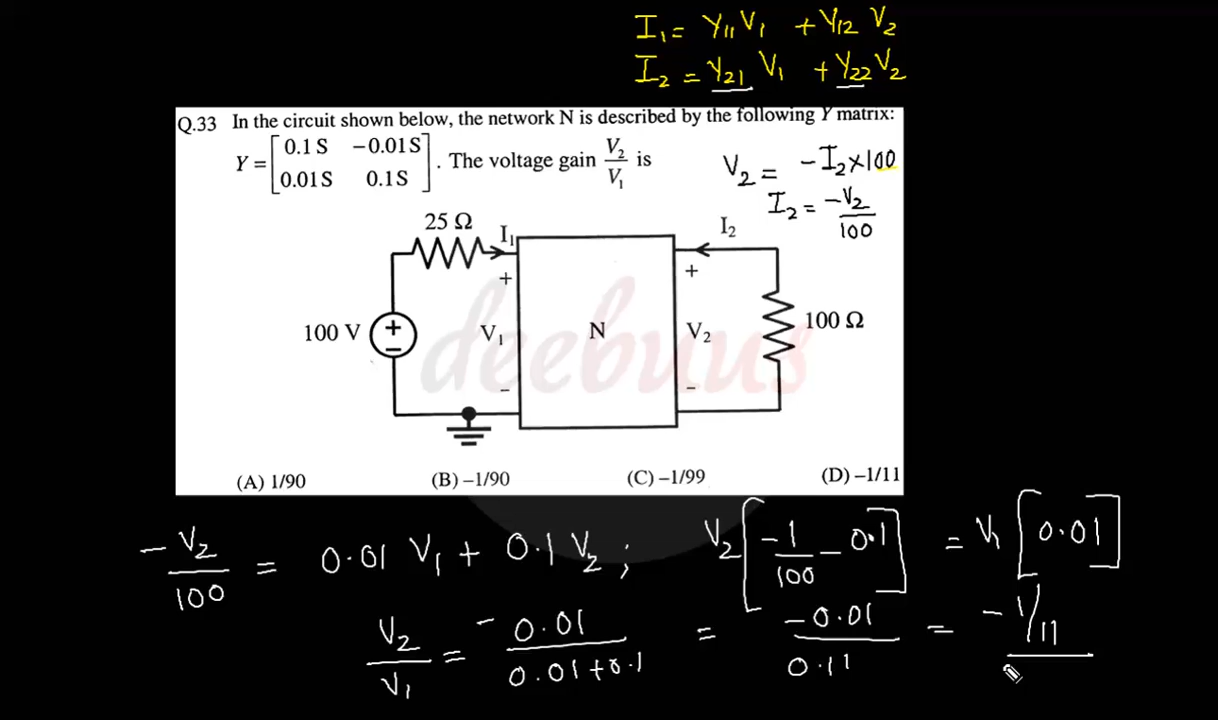 I₁ = Y₁₁V₁ + Y₁₂ V₂
I₂ = Y₂₁ V₁ + Y₂₂ V₂
Q.33 In the circuit shown below, the network N is described by the following Y matrix:
Y = [0.1 S −0.01S; 0.01 S 0.1S]. The voltage gain V₂/V₁ is
V₂ = -I₂×100
I₂ = -V₂/100
25 Ω
I₁
I₂
+ +
100 V + − V₁ N V₂ 100 Ω
− −
deebuus
(A) 1/90 (B) −1/90 (C) −1/99 (D) −1/11
-V₂/100 = 0.01 V₁ + 0.1 V₂ ; V₂[-1/100 - 0.1] = V₁[0.01]
V₂/V₁ = -0.01/0.01+0.1 = -0.01/0.11 = -1/11